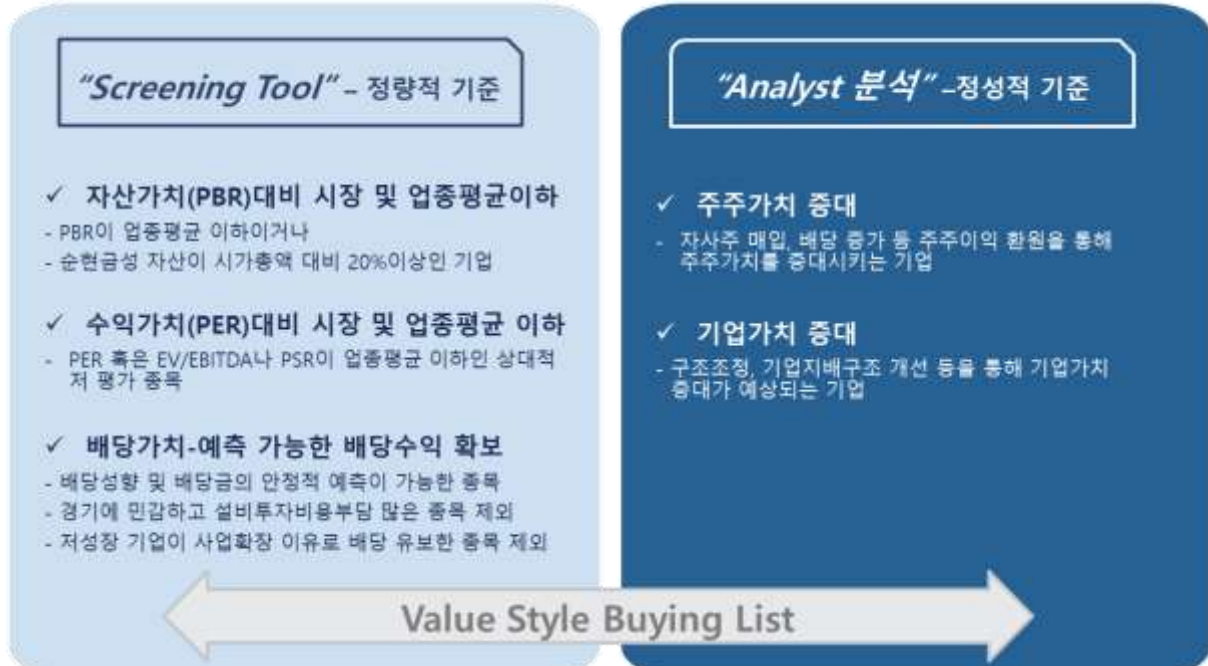 "Screening Tool" – 정량적 기준
✓ 자산가치(PBR)대비 시장 및 업종평균이하
- PBR이 업종평균 이하이거나
- 순현금성 자산이 시가총액 대비 20%이상인 기업
✓ 수익가치(PER)대비 시장 및 업종평균 이하
- PER 혹은 EV/EBITDA나 PSR이 업종평균 이하인 상대적
저 평가 종목
✓ 배당가치-예측 가능한 배당수익 확보
- 배당성향 및 배당금의 안정적 예측이 가능한 종목
- 경기에 민감하고 설비투자비용부담 많은 종목 제외
- 저성장 기업이 사업확장 이유로 배당 유보한 종목 제외
"Analyst 분석" –정성적 기준
✓ 주주가치 증대
- 자사주 매입, 배당 증가 등 주주이익 환원을 통해
주주가치를 증대시키는 기업
✓ 기업가치 증대
- 구조조정, 기업지배구조 개선 등을 통해 기업가치
증대가 예상되는 기업
Value Style Buying List